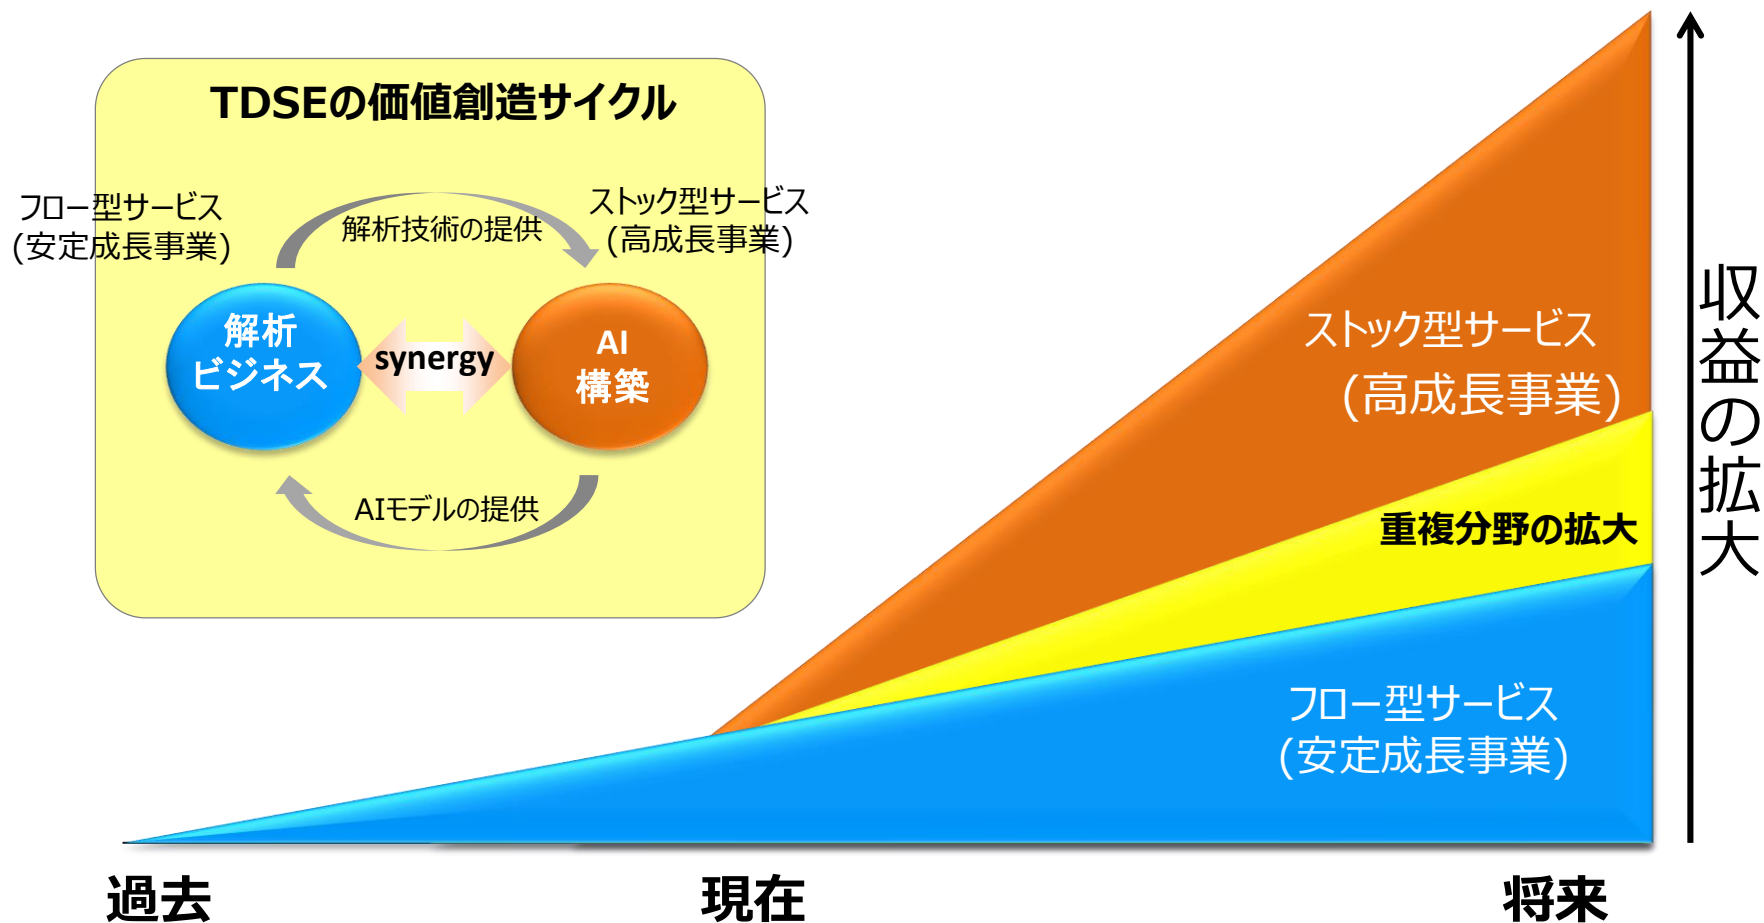 TDSEの価値創造サイクル
フロー型サービス
(安定成長事業)
解析技術の提供
ストック型サービス
(高成長事業)
解析
ビジネス
synergy
AI
構築
AIモデルの提供
ストック型サービス
(高成長事業)
重複分野の拡大
フロー型サービス
(安定成長事業)
収益の拡大
過去
現在
将来